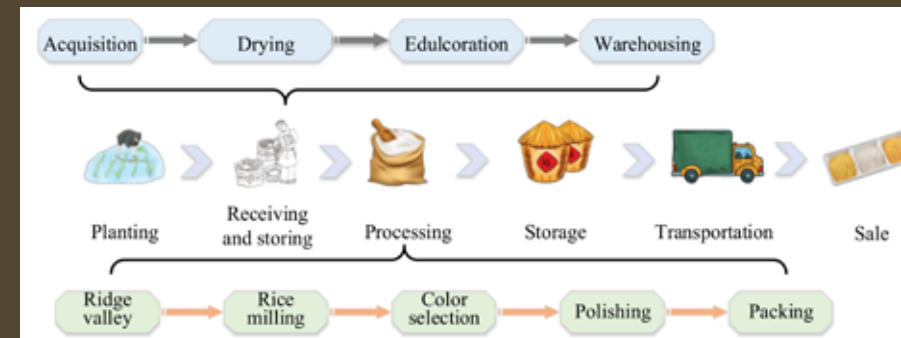 Acquisition
Drying
Edulcoration
Warehousing
Planting
Receiving
and storing
Processing
Storage
Transportation
Sale
Ridge
valley
Rice
milling
Color
selection
Polishing
Packing